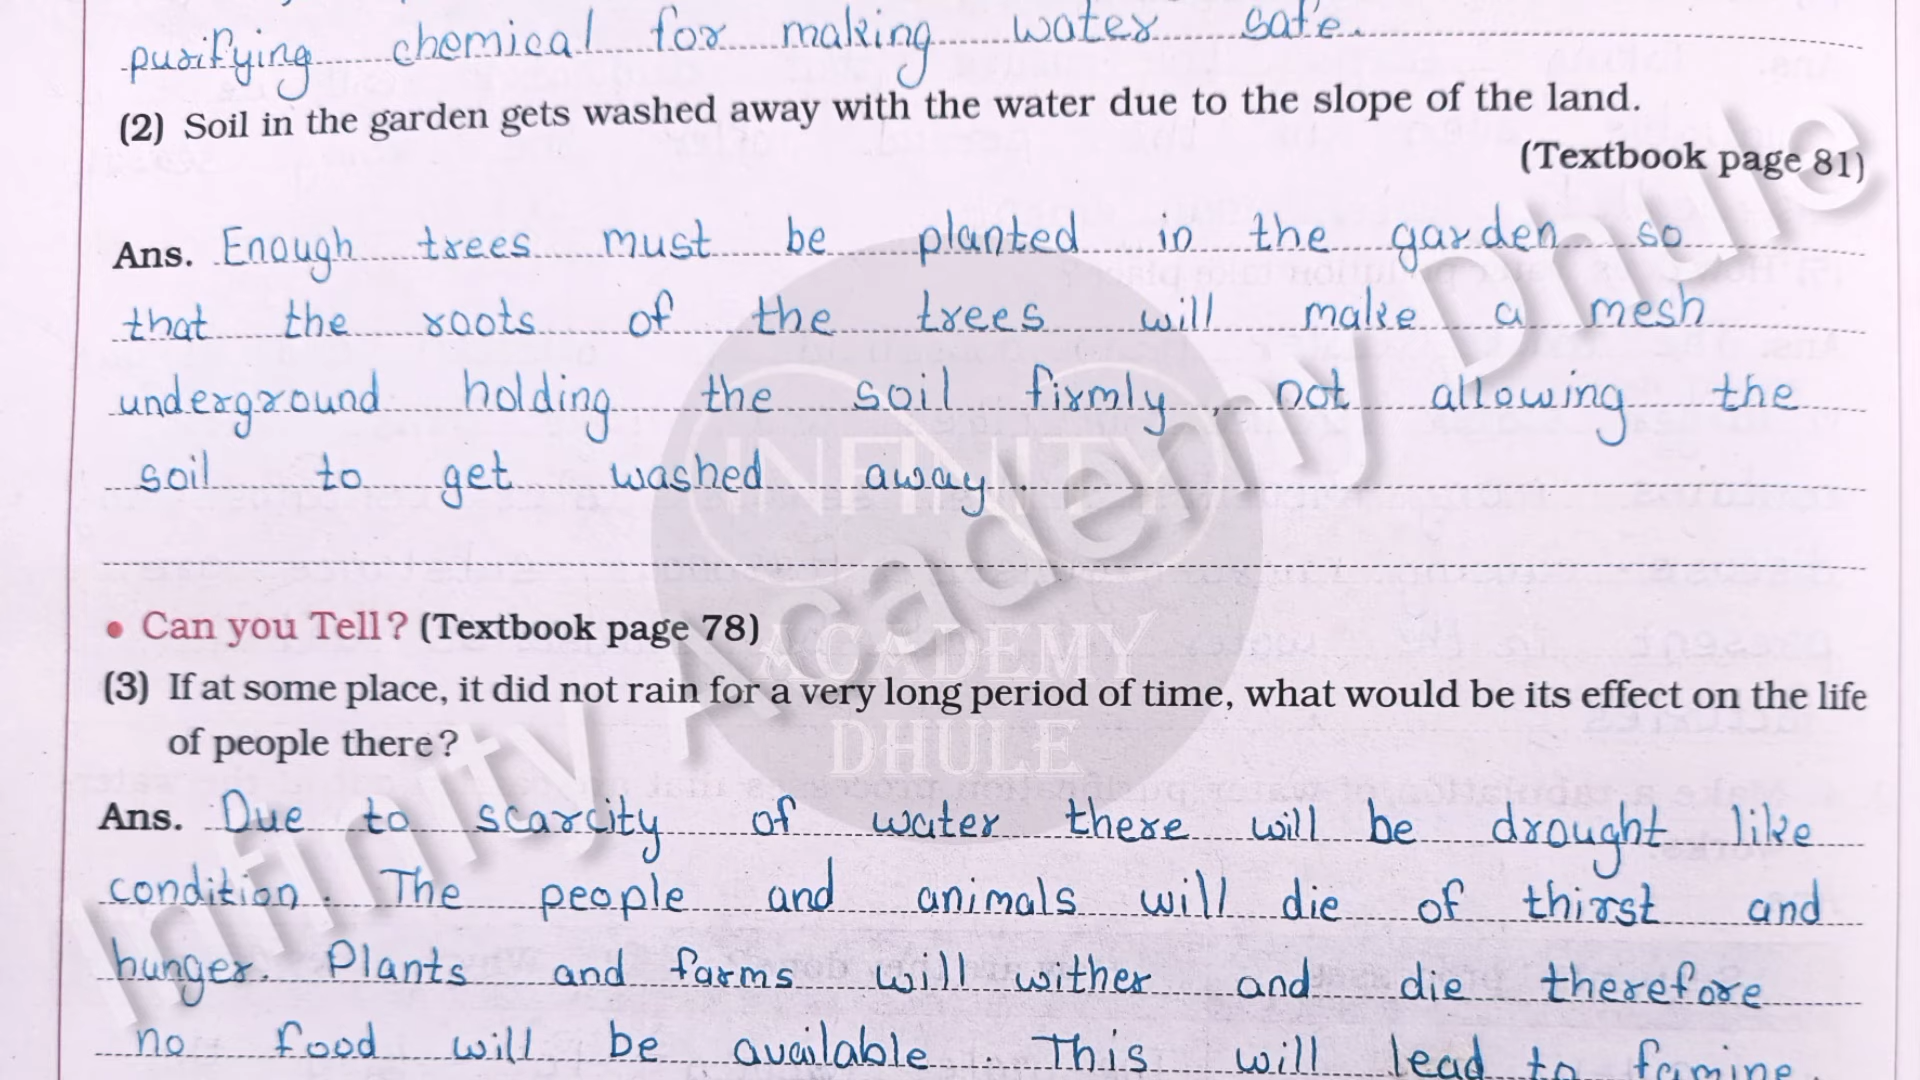 purifying chemical for making water safe.
(2) Soil in the garden gets washed away with the water due to the slope of the land.
(Textbook page 81)
Ans. Enough trees must be planted in the garden so
that the roots of the trees will make a mesh
underground holding the soil firmly, not allowing the
soil to get washed away.
• Can you Tell? (Textbook page 78)
(3) If at some place, it did not rain for a very long period of time, what would be its effect on the life
of people there?
Ans. Due to scarcity of water there will be drought like
condition. The people and animals will die of thirst and
hunger. Plants and farms will wither and die therefore
no food will be available. This will lead to famine.
Infinity Academy Dhule
INFINITY
ACADEMY
DHULE